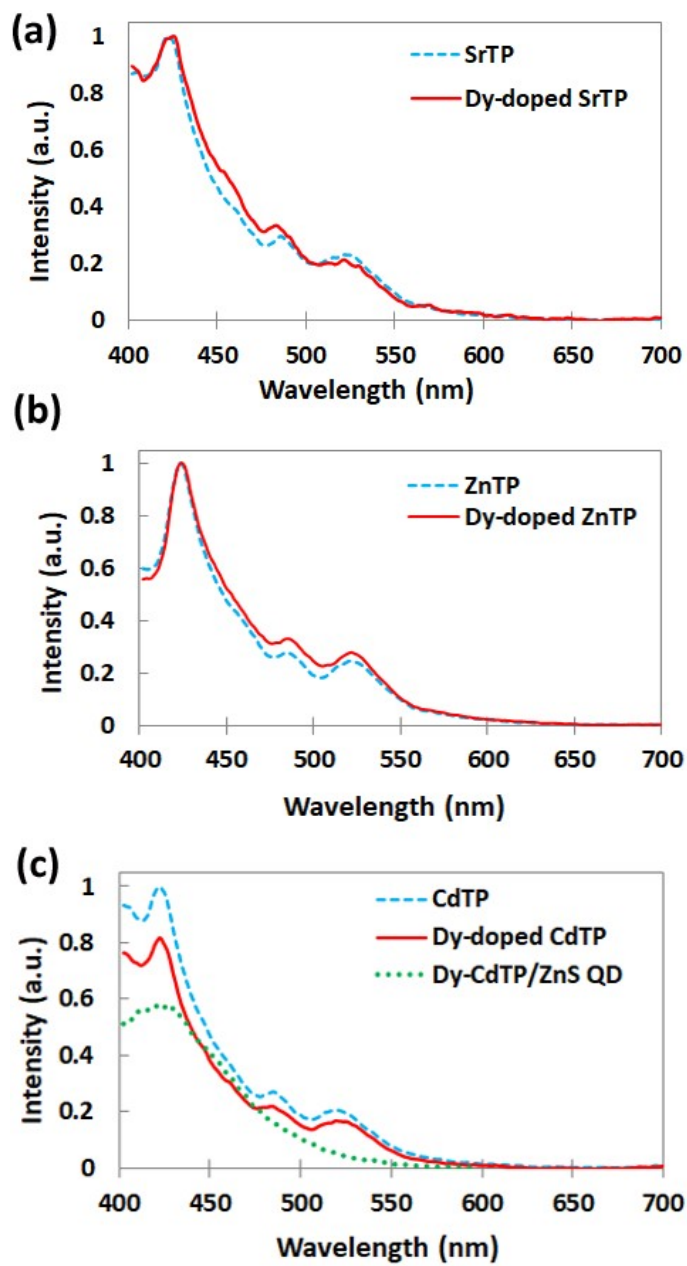 (a)
1
0.8
0.6
0.4
0.2
0
Intensity (a.u.)
SrTP
Dy-doped SrTP
400 450 500 550 600 650 700
Wavelength (nm)
(b)
1
0.8
0.6
0.4
0.2
0
Intensity (a.u.)
ZnTP
Dy-doped ZnTP
400 450 500 550 600 650 700
Wavelength (nm)
(c)
1
0.8
0.6
0.4
0.2
0
Intensity (a.u.)
CdTP
Dy-doped CdTP
Dy-CdTP/ZnS QD
400 450 500 550 600 650 700
Wavelength (nm)